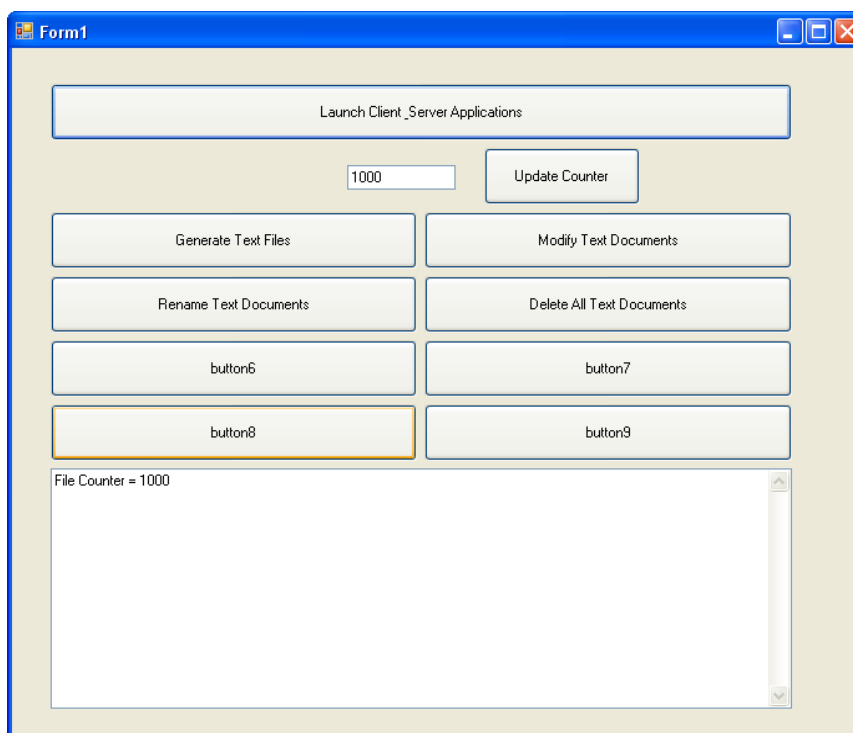 Form1
Launch Client_Server Applications
1000
Update Counter
Generate Text Files
Modify Text Documents
Rename Text Documents
Delete All Text Documents
button6
button7
button8
button9
File Counter = 1000